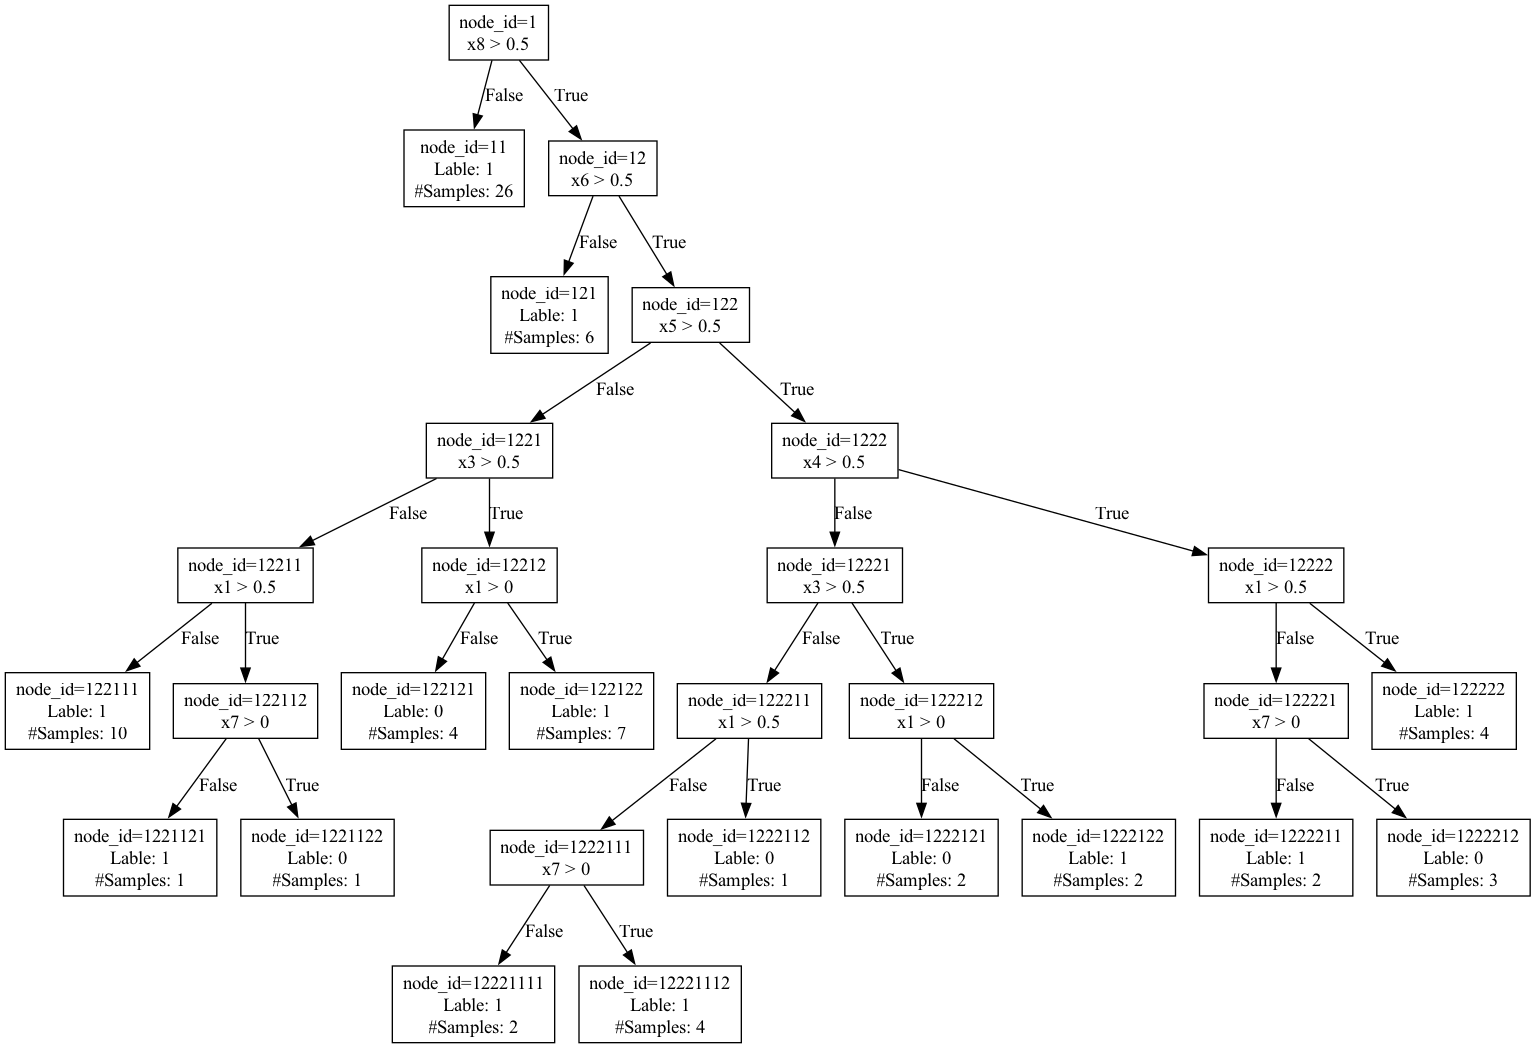 node_id=1
x8 > 0.5
False
True
node_id=11
Lable: 1
#Samples: 26
node_id=12
x6 > 0.5
False
True
node_id=121
Lable: 1
#Samples: 6
node_id=122
x5 > 0.5
False
True
node_id=1221
x3 > 0.5
node_id=1222
x4 > 0.5
False
True
False
True
node_id=12211
x1 > 0.5
node_id=12212
x1 > 0
node_id=12221
x3 > 0.5
node_id=12222
x1 > 0.5
False
True
False
True
False
True
False
True
node_id=122111
Lable: 1
#Samples: 10
node_id=122112
x7 > 0
node_id=122121
Lable: 0
#Samples: 4
node_id=122122
Lable: 1
#Samples: 7
node_id=122211
x1 > 0.5
node_id=122212
x1 > 0
node_id=122221
x7 > 0
node_id=122222
Lable: 1
#Samples: 4
False
True
False
True
False
True
False
True
node_id=1221121
Lable: 1
#Samples: 1
node_id=1221122
Lable: 0
#Samples: 1
node_id=1222111
x7 > 0
node_id=1222112
Lable: 0
#Samples: 1
node_id=1222121
Lable: 0
#Samples: 2
node_id=1222122
Lable: 1
#Samples: 2
node_id=1222211
Lable: 1
#Samples: 2
node_id=1222212
Lable: 0
#Samples: 3
False
True
node_id=12221111
Lable: 1
#Samples: 2
node_id=12221112
Lable: 1
#Samples: 4